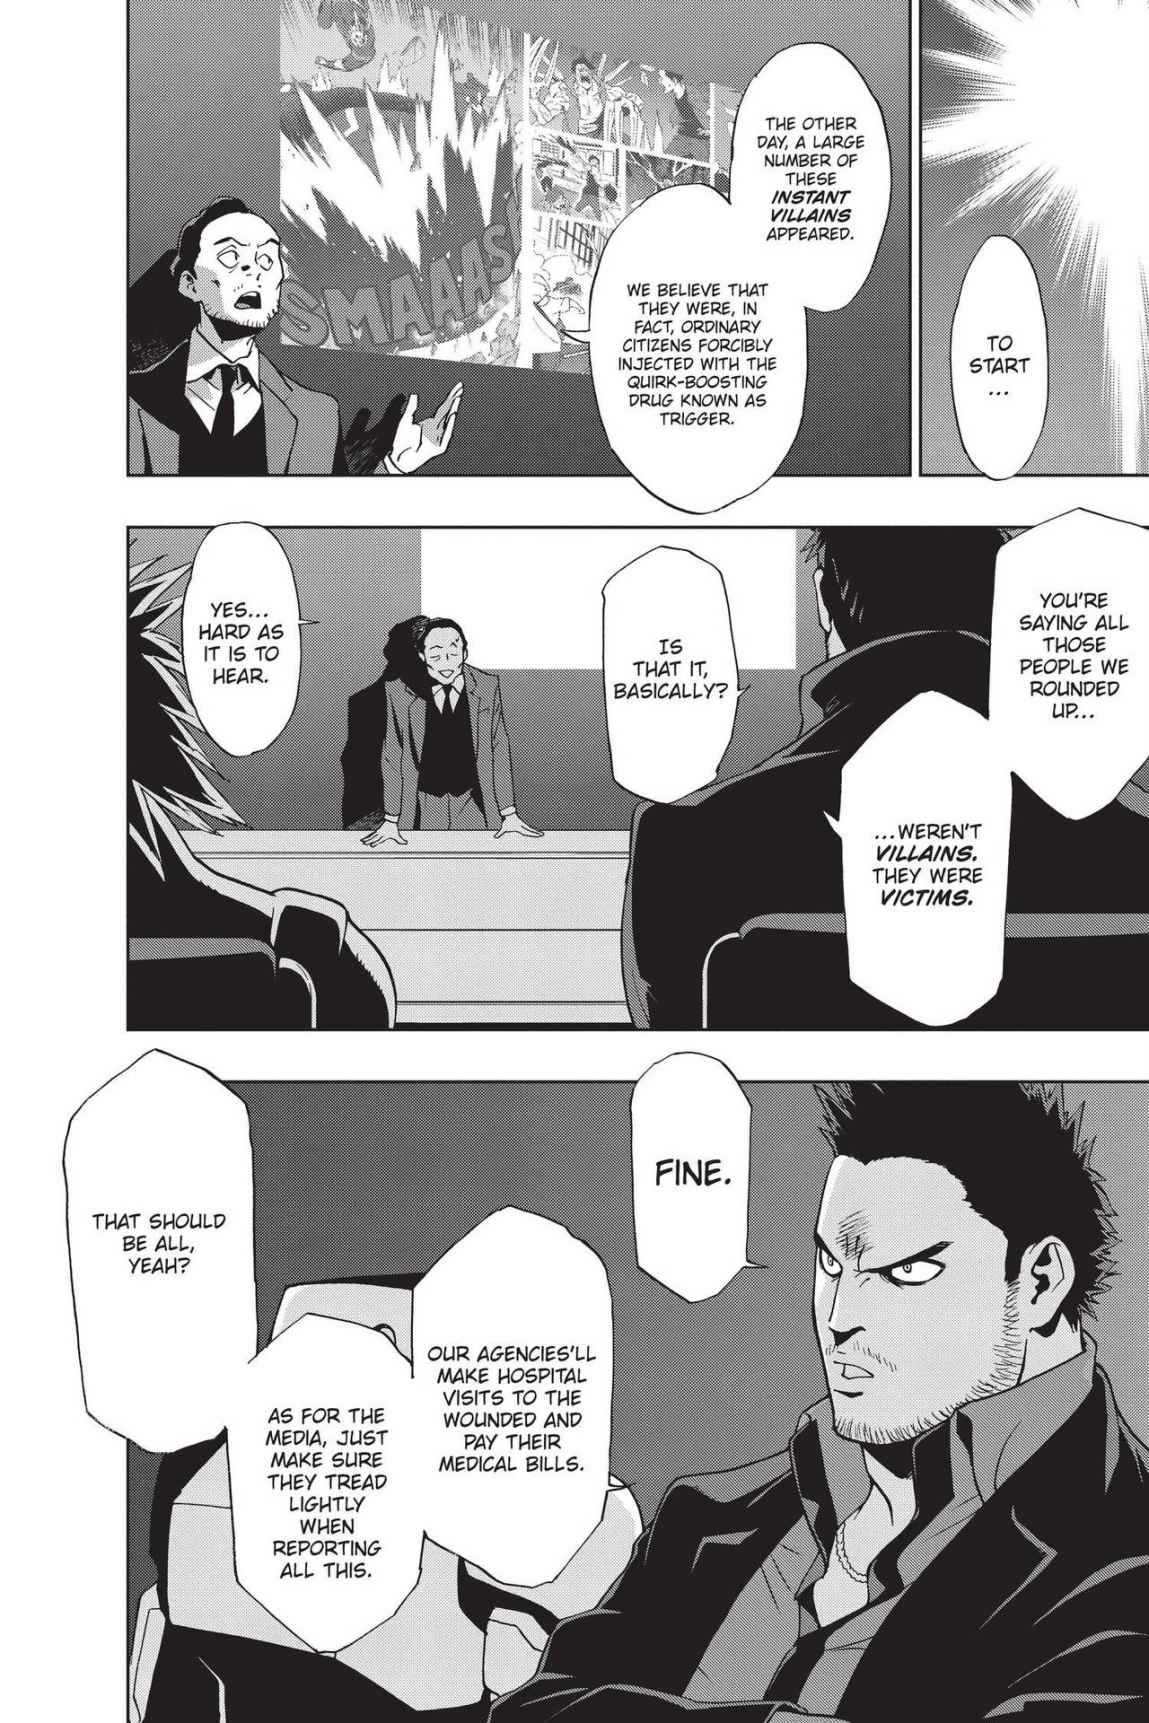 TO
START
...
THE OTHER
DAY, A LARGE
NUMBER OF
THESE
INSTANT
VILLAINS
APPEARED.
WE BELIEVE THAT
THEY WERE, IN
FACT, ORDINARY
CITIZENS FORCIBLY
INJECTED WITH THE
QUIRK-BOOSTING
DRUG KNOWN AS
TRIGGER.
SMAAAAS
YOU'RE
SAYING ALL
THOSE
PEOPLE WE
ROUNDED
UP...
...WEREN'T
VILLAINS.
THEY WERE
VICTIMS.
IS
THAT IT,
BASICALLY?
YES...
HARD AS
IT IS TO
HEAR.
FINE.
OUR AGENCIES'LL
MAKE HOSPITAL
VISITS TO THE
WOUNDED AND
PAY THEIR
MEDICAL BILLS.
AS FOR THE
MEDIA, JUST
MAKE SURE
THEY TREAD
LIGHTLY
WHEN
REPORTING
ALL THIS.
THAT SHOULD
BE ALL,
YEAH?